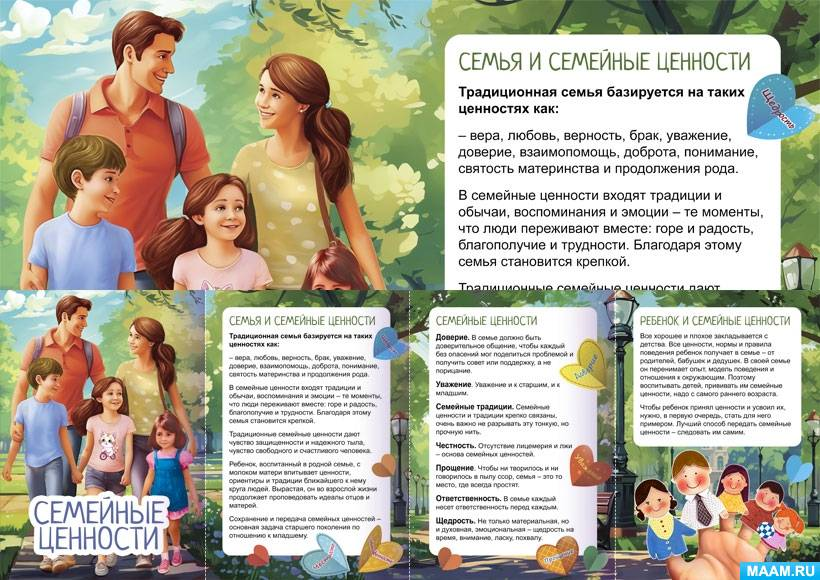 СЕМЬЯ И СЕМЕЙНЫЕ ЦЕННОСТИ
Традиционная семья базируется на таких
ценностях как:
– вера, любовь, верность, брак, уважение,
доверие, взаимопомощь, доброта, понимание,
святость материнства и продолжения рода.
В семейные ценности входят традиции и
обычаи, воспоминания и эмоции – те моменты,
что люди переживают вместе: горе и радость,
благополучие и трудности. Благодаря этому
семья становится крепкой.
Традиционные семейные ценности дают
Щедрость
СЕМЕЙНЫЕ
ЦЕННОСТИ
СЕМЬЯ И СЕМЕЙНЫЕ ЦЕННОСТИ
Традиционная семья базируется на таких
ценностях как:
– вера, любовь, верность, брак, уважение,
доверие, взаимопомощь, доброта, понимание,
святость материнства и продолжения рода.
В семейные ценности входят традиции и
обычаи, воспоминания и эмоции – те моменты,
что люди переживают вместе: горе и радость,
благополучие и трудности. Благодаря этому
семья становится крепкой.
Традиционные семейные ценности дают
чувство защищенности и надежного тыла,
чувство свободного и счастливого человека.
Ребенок, воспитанный в родной семье, с
молоком матери впитывает ценности,
ориентиры и традиции ближайшего к нему
круга людей. Вырастая, он во взрослой жизни
продолжает проповедовать идеалы отцов и
матерей.
Сохранение и передача семейных ценностей –
основная задача старшего поколения по
отношению к младшему.
СЕМЕЙНЫЕ ЦЕННОСТИ
Доверие. В семье должно быть
доверительное общение, чтобы каждый
без опасений мог поделиться проблемой и
получить совет или поддержку, а не
порицание.
Уважение. Уважение и к старшим, и к
младшим.
Семейные традиции. Семейные
ценности и традиции крепко связаны,
очень важно не разрывать эту тонкую, но
прочную нить.
Честность. Отсутствие лицемерия и лжи
– основа семейных ценностей.
Прощение. Чтобы ни творилось и ни
говорилось в пылу ссор, семья – это то
место, где всегда простят.
Ответственность. В семье каждый
несет ответственность перед каждым.
Щедрость. Не только материальная, но
и духовная, эмоциональная – щедрость на
время, внимание, ласку, похвалу.
Доверие
Прощение
РЕБЕНОК И СЕМЕЙНЫЕ ЦЕННОСТИ
Все хорошее и плохое закладывается с
детства. Все ценности, нормы и правила
поведения ребенок получает в семье – от
родителей, бабушек и дедушек. В своей семье
он перенимает опыт, модель поведения и
отношения к окружающим. Поэтому
воспитывать детей, прививать им семейные
ценности, надо с самого раннего возраста.
Чтобы ребенок принял ценности и усвоил их,
нужно, в первую очередь, стать для него
примером. Лучший способ передать семейные
ценности – следовать им самим.
MAAM.RU